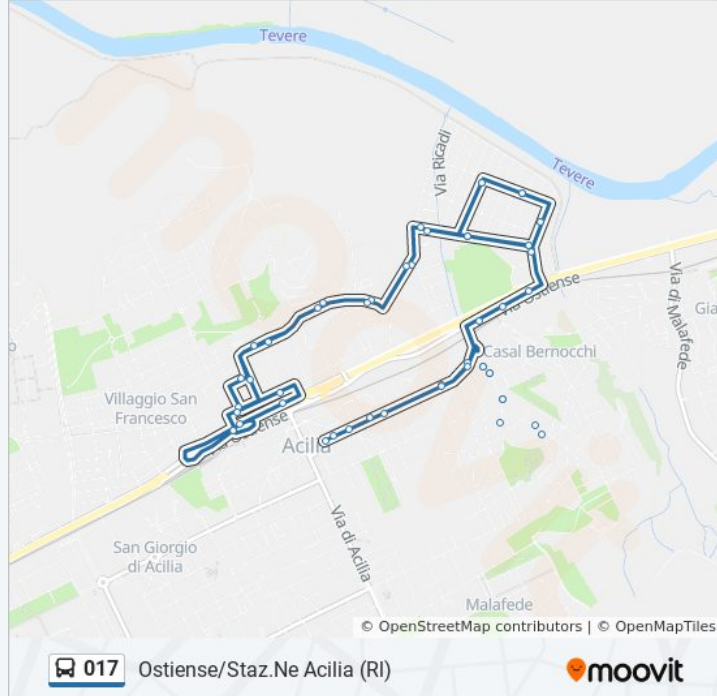 Tevere
Via Ricadi
Tevere
Via Ostiense
Via di Malafede
Gia
Casal Bernocchi
Villaggio San
Francesco
Via Ostiense
Acilia
San Giorgio
di Acilia
Via di Acilia
Malafede
© OpenStreetMap contributors | © OpenMapTiles
017 Ostiense/Staz.Ne Acilia (Rl)
moovit